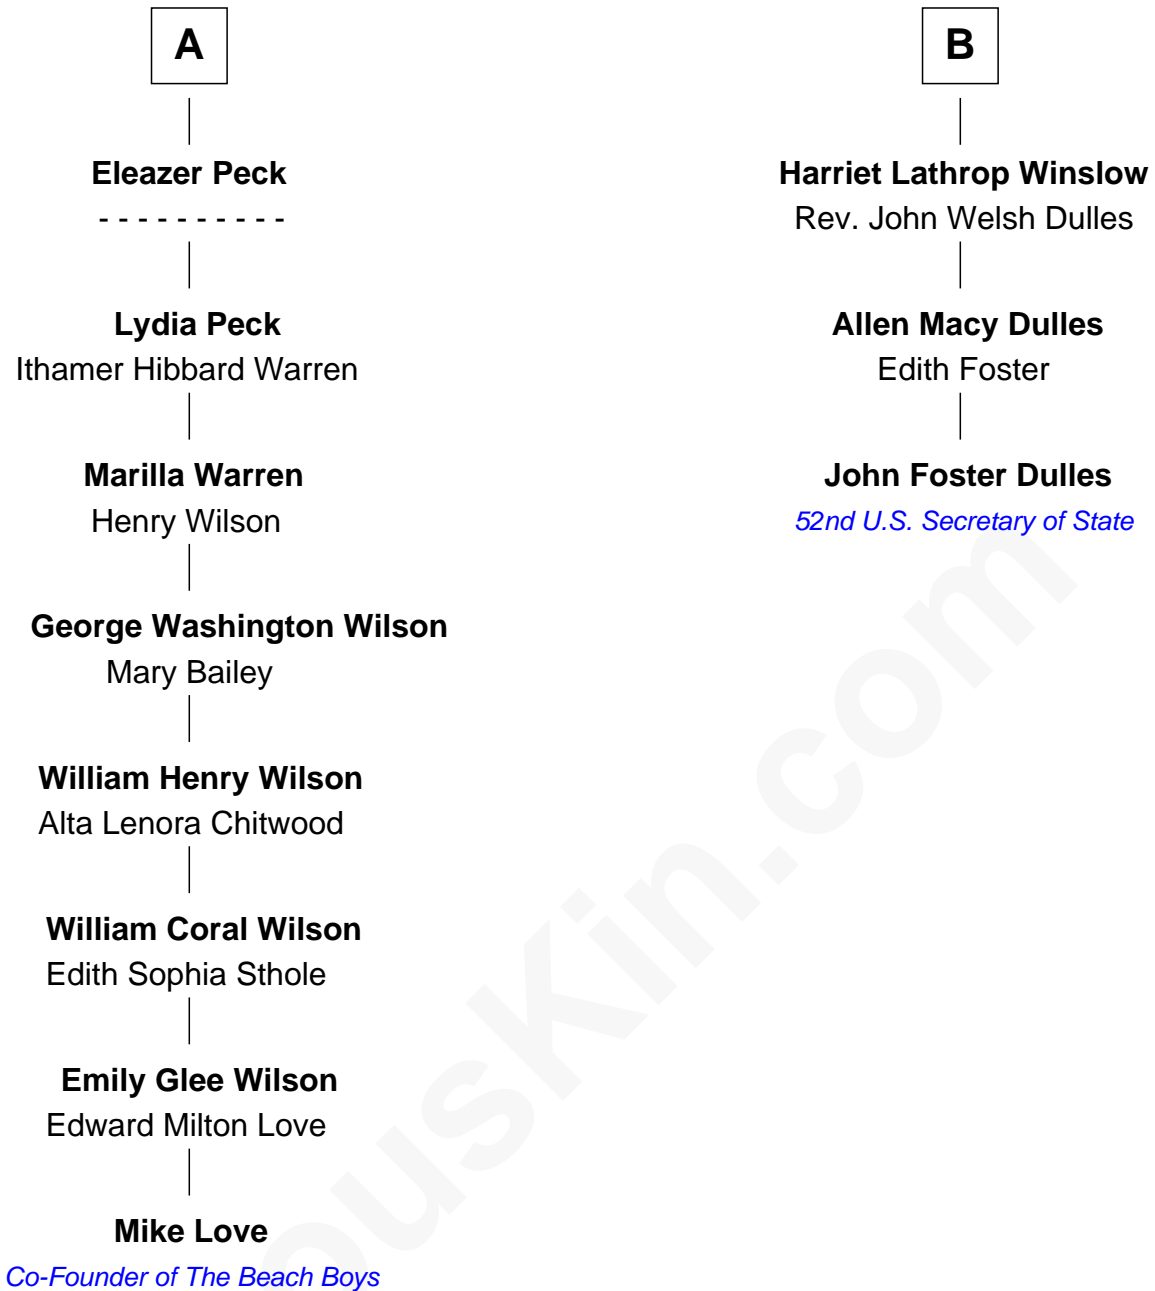 A
Eleazer Peck
- - - - - - - - - -
Lydia Peck
Ithamer Hibbard Warren
Marilla Warren
Henry Wilson
George Washington Wilson
Mary Bailey
William Henry Wilson
Alta Lenora Chitwood
William Coral Wilson
Edith Sophia Sthole
Emily Glee Wilson
Edward Milton Love
Mike Love
Co-Founder of The Beach Boys
B
Harriet Lathrop Winslow
Rev. John Welsh Dulles
Allen Macy Dulles
Edith Foster
John Foster Dulles
52nd U.S. Secretary of State
ousKin.com